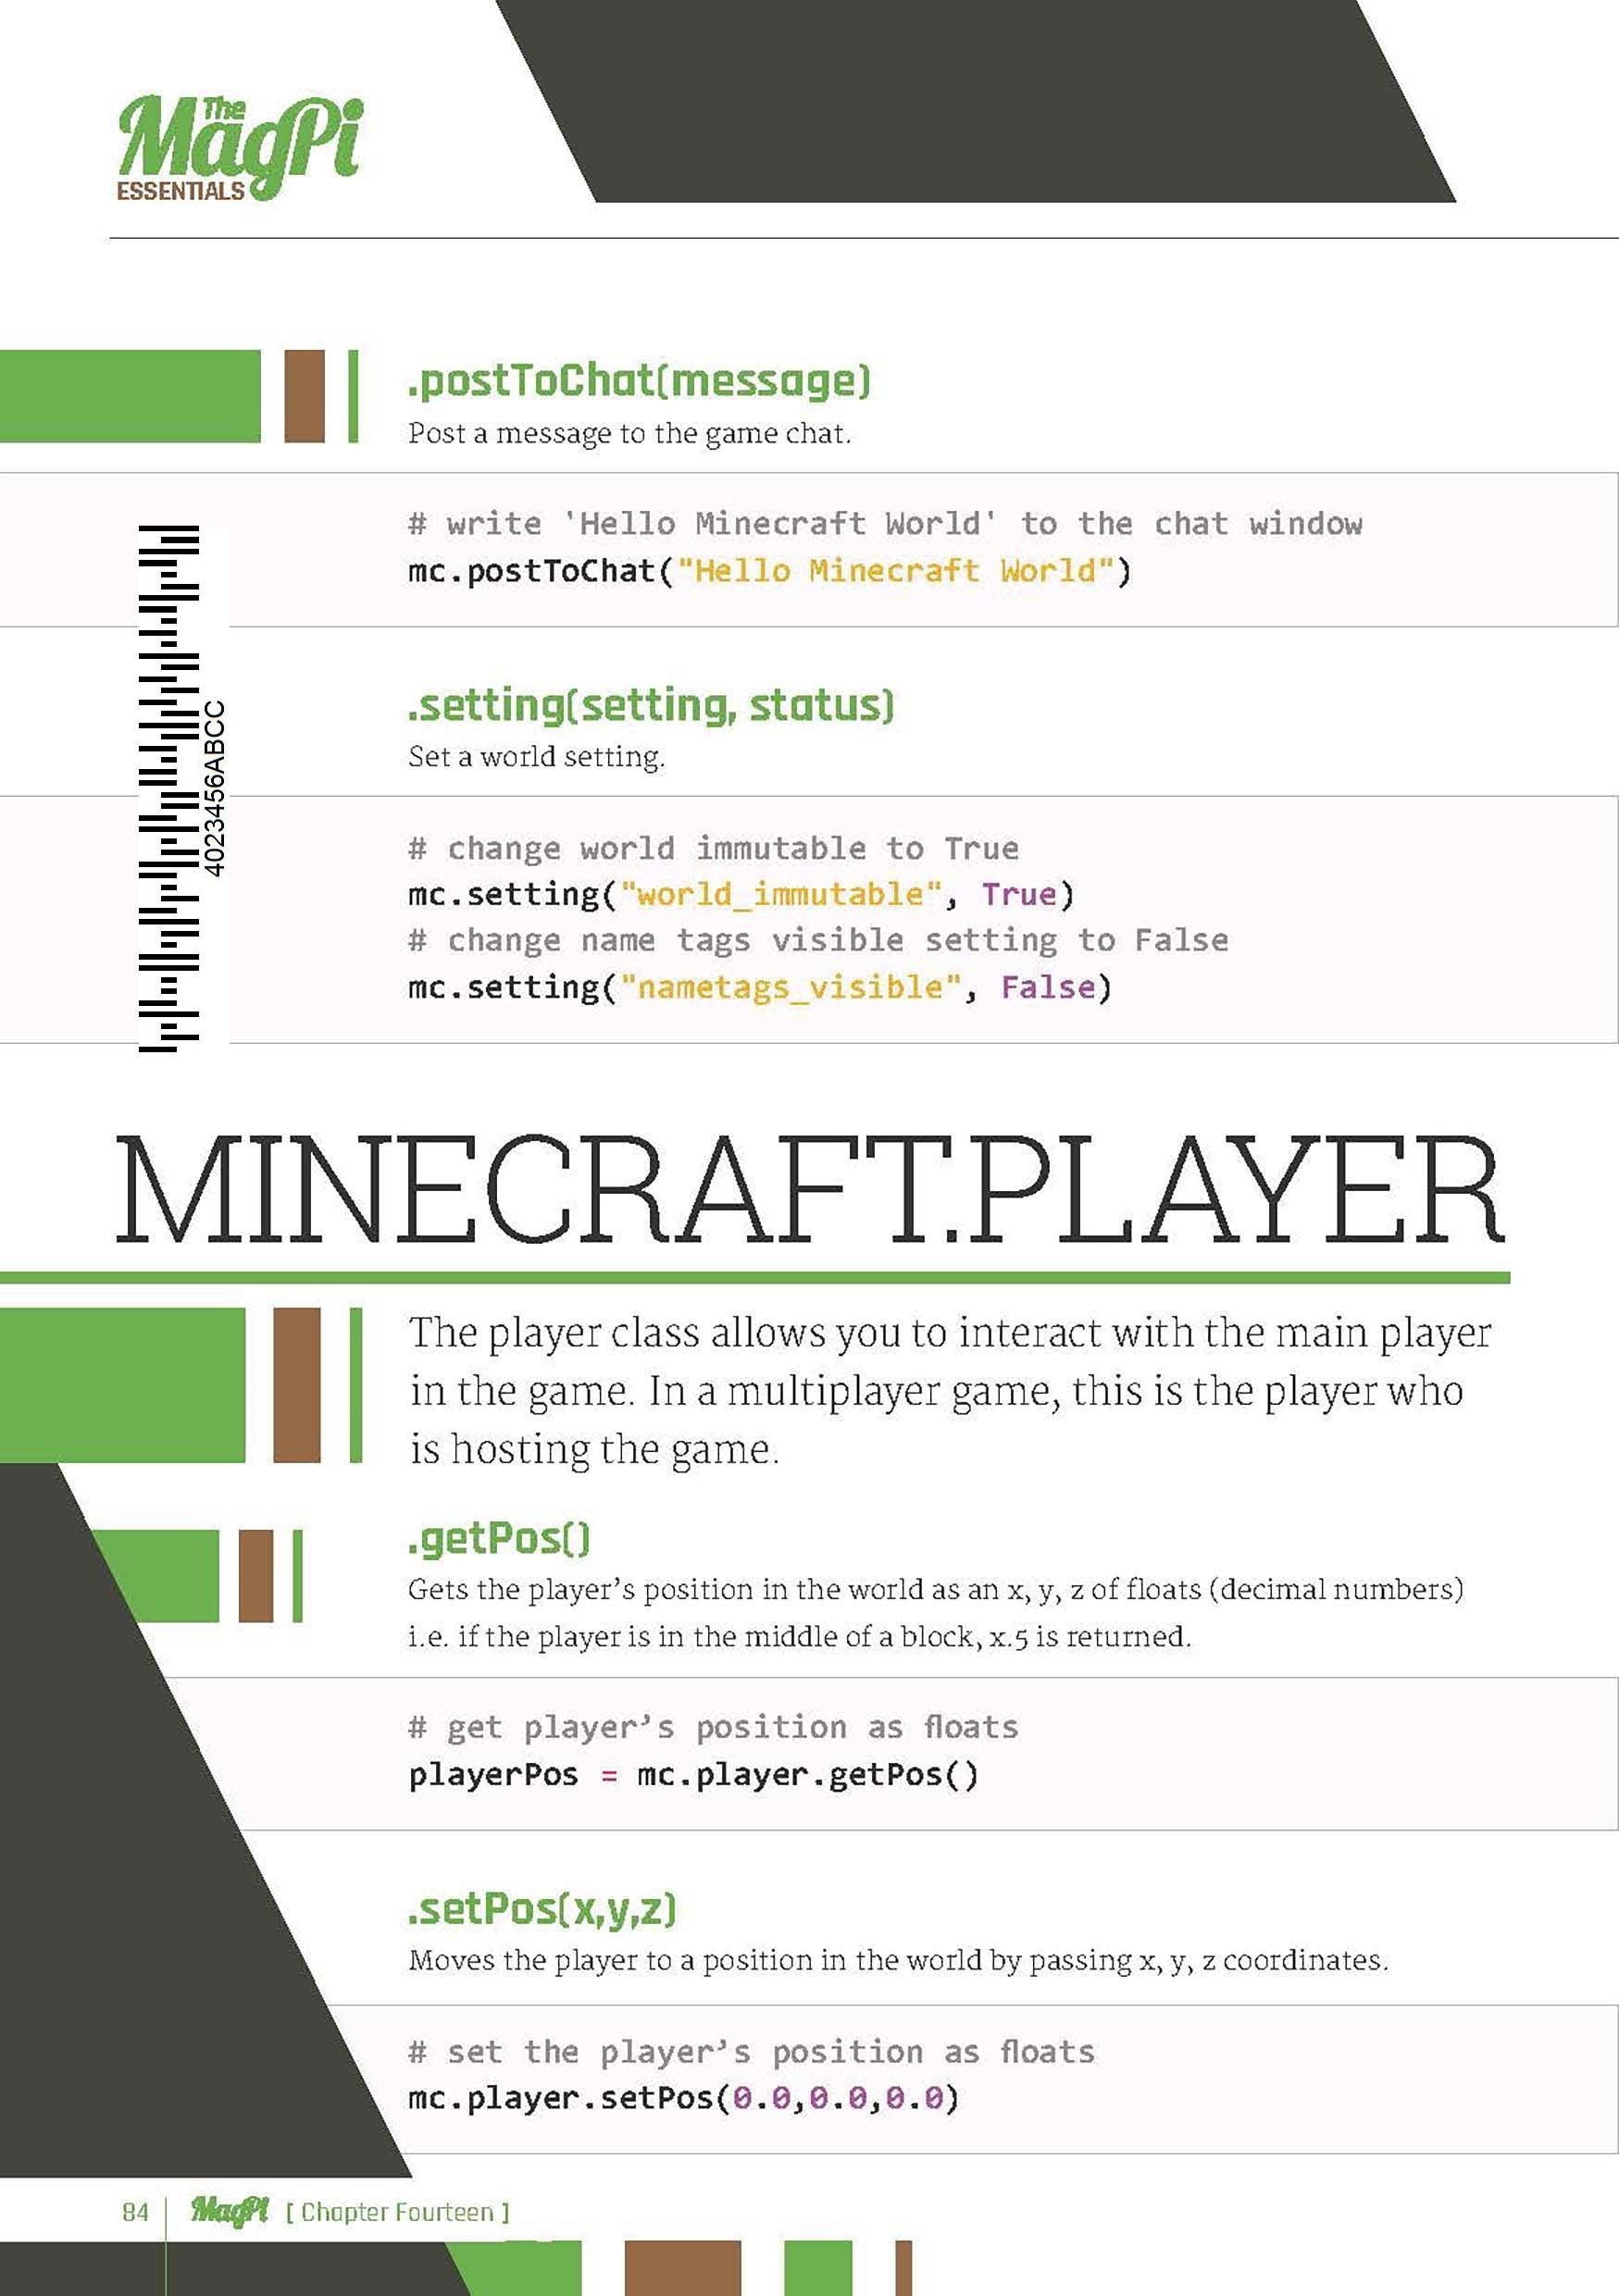 The
MagPi
ESSENTIALS
.postToChat(message)
Post a message to the game chat.
# write 'Hello Minecraft World' to the chat window
mc.postToChat("Hello Minecraft World")
4023456ABCC
.setting(setting, status)
Set a world setting.
# change world immutable to True
mc.setting("world_immutable", True)
# change name tags visible setting to False
mc.setting("nametags_visible", False)
MINECRAFT.PLAYER
The player class allows you to interact with the main player
in the game. In a multiplayer game, this is the player who
is hosting the game.
.getPos()
Gets the player’s position in the world as an x, y, z of floats (decimal numbers)
i.e. if the player is in the middle of a block, x.5 is returned.
# get player’s position as floats
playerPos = mc.player.getPos()
.setPos(x,y,z)
Moves the player to a position in the world by passing x, y, z coordinates.
# set the player’s position as floats
mc.player.setPos(0.0,0.0,0.0)
84 MagPi [ Chapter Fourteen ]